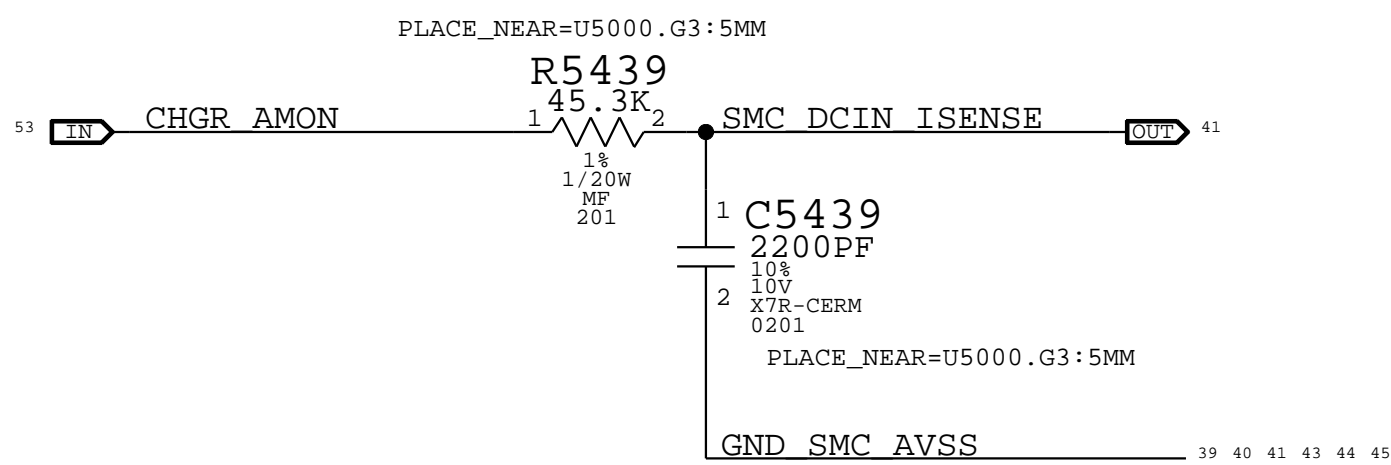 PLACE_NEAR=U5000.G3:5MM
R5439
45.3K
53 IN CHGR_AMON 1 2 SMC_DCIN_ISENSE OUT 41
1%
1/20W
MF
201
1 C5439
2200PF
10%
10V
2 X7R-CERM
0201
PLACE_NEAR=U5000.G3:5MM
GND_SMC_AVSS 39 40 41 43 44 45